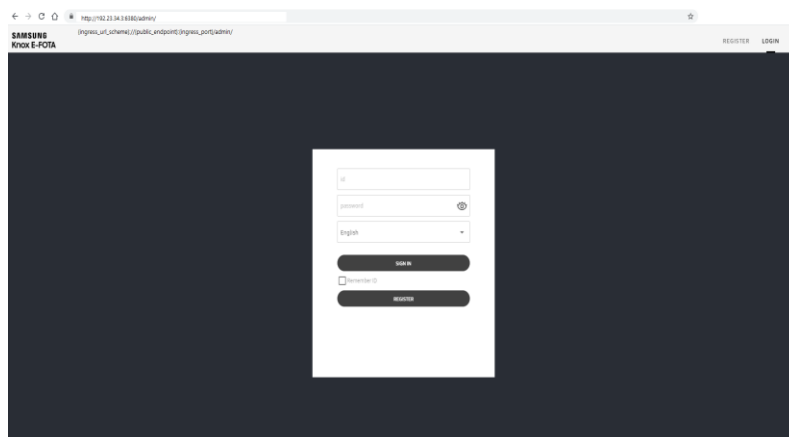 http://192.23.34.3:6380/admin/
SAMSUNG
Knox E-FOTA
{ingress_url_scheme}://{public_endpoint}:{ingress_port}/admin/
REGISTER
LOGIN
id
password
English
SIGN IN
Remember ID
REGISTER